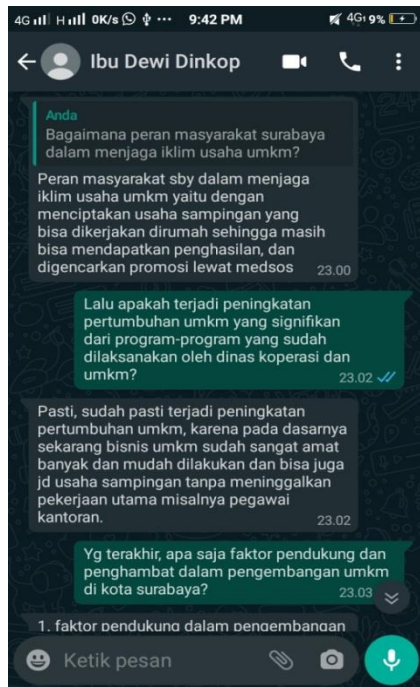 4G H 0K/s ... 9:42 PM 4G 9%
Ibu Dewi Dinkop
Anda
Bagaimana peran masyarakat surabaya
dalam menjaga iklim usaha umkm?
Peran masyarakat sby dalam menjaga
iklim usaha umkm yaitu dengan
menciptakan usaha sampingan yang
bisa dikerjakan dirumah sehingga masih
bisa mendapatkan penghasilan, dan
digencarkan promosi lewat medsos 23.00
Lalu apakah terjadi peningkatan
pertumbuhan umkm yang signifikan
dari program-program yang sudah
dilaksanakan oleh dinas koperasi dan
umkm? 23.02
Pasti, sudah pasti terjadi peningkatan
pertumbuhan umkm, karena pada dasarnya
sekarang bisnis umkm sudah sangat amat
banyak dan mudah dilakukan dan bisa juga
jd usaha sampingan tanpa meninggalkan
pekerjaan utama misalnya pegawai
kantoran. 23.02
Yg terakhir, apa saja faktor pendukung dan
penghambat dalam pengembangan umkm
di kota surabaya? 23.03
1. faktor pendukung dalam pengembangan
Ketik pesan